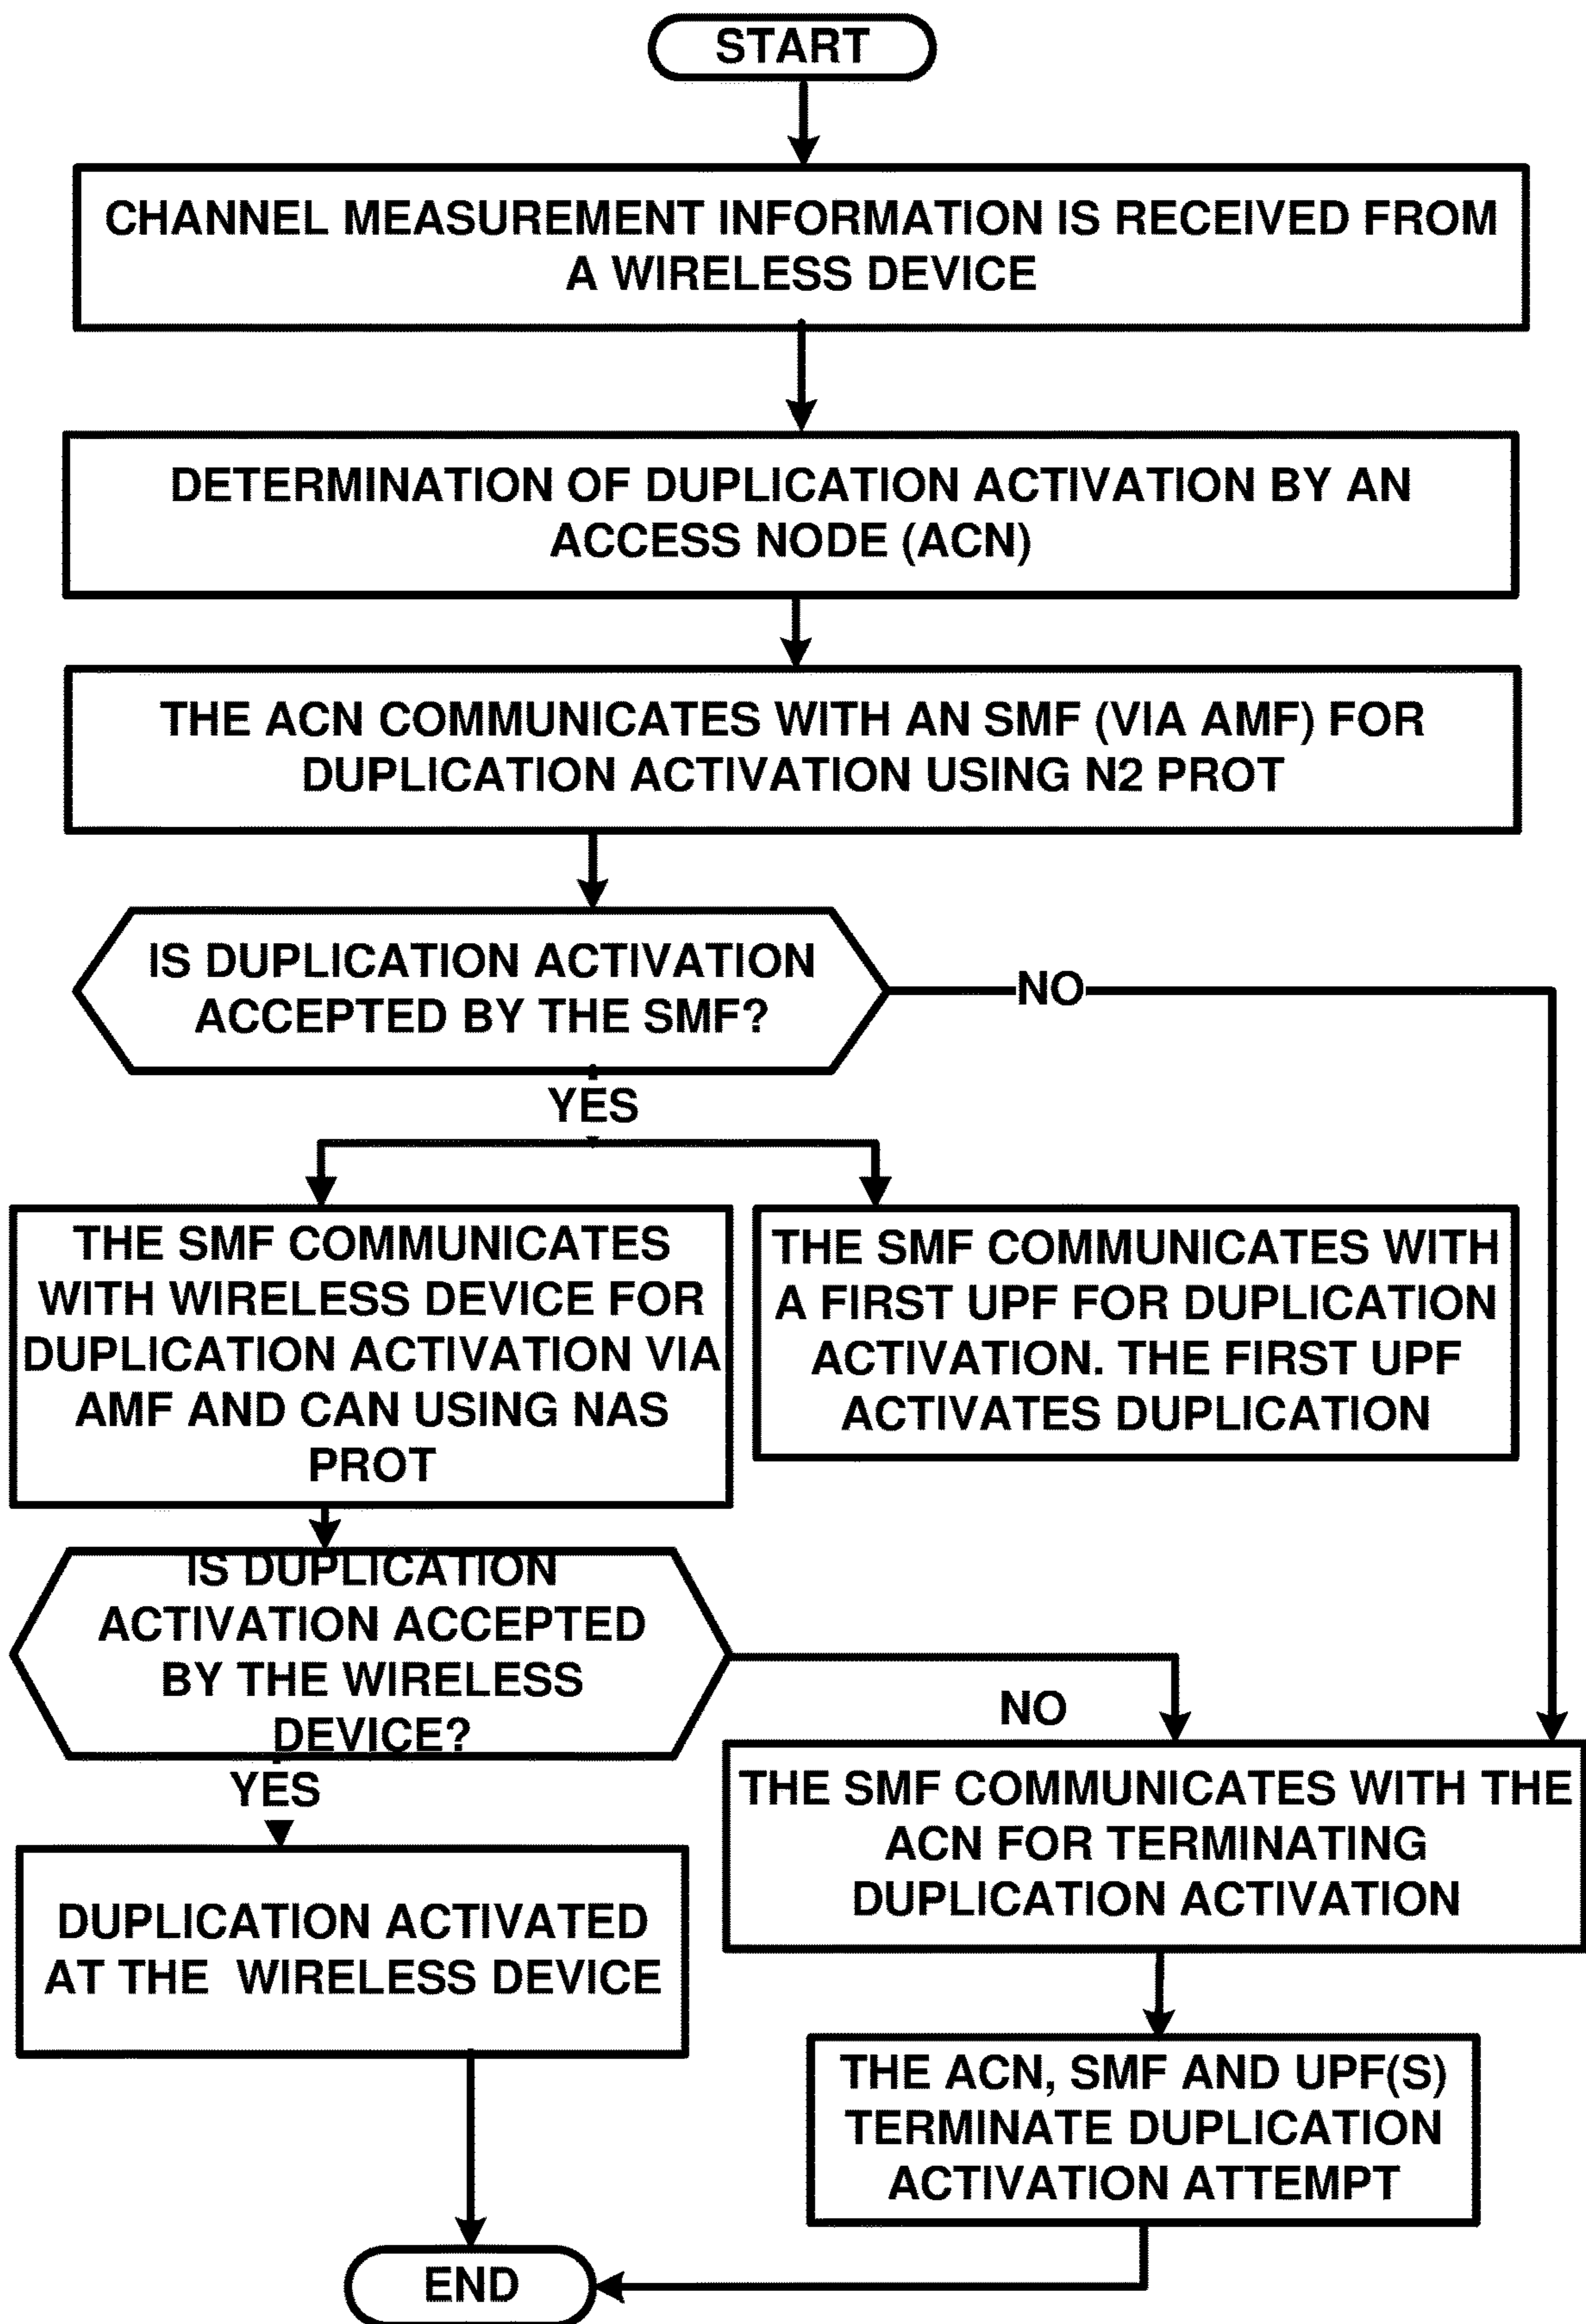 START
CHANNEL MEASUREMENT INFORMATION IS RECEIVED FROM
A WIRELESS DEVICE
DETERMINATION OF DUPLICATION ACTIVATION BY AN
ACCESS NODE (ACN)
THE ACN COMMUNICATES WITH AN SMF (VIA AMF) FOR
DUPLICATION ACTIVATION USING N2 PROT
IS DUPLICATION ACTIVATION
ACCEPTED BY THE SMF?
NO
YES
THE SMF COMMUNICATES
WITH WIRELESS DEVICE FOR
DUPLICATION ACTIVATION VIA
AMF AND CAN USING NAS
PROT
THE SMF COMMUNICATES WITH
A FIRST UPF FOR DUPLICATION
ACTIVATION. THE FIRST UPF
ACTIVATES DUPLICATION
IS DUPLICATION
ACTIVATION ACCEPTED
BY THE WIRELESS
DEVICE?
NO
YES
THE SMF COMMUNICATES WITH THE
ACN FOR TERMINATING
DUPLICATION ACTIVATION
DUPLICATION ACTIVATED
AT THE WIRELESS DEVICE
THE ACN, SMF AND UPF(S)
TERMINATE DUPLICATION
ACTIVATION ATTEMPT
END